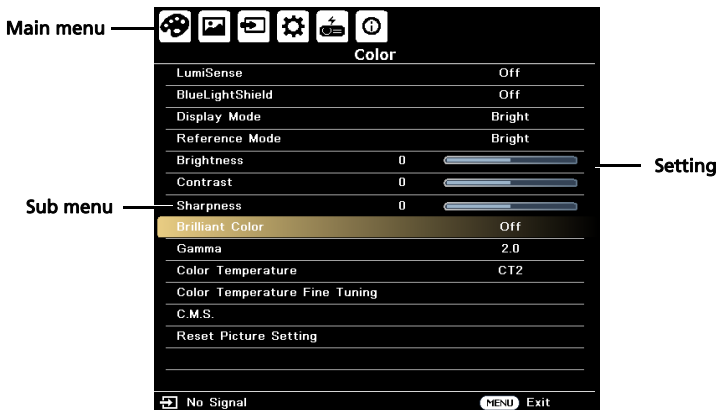 Main menu
Color
LumiSense Off
BlueLightShield Off
Display Mode Bright
Reference Mode Bright
Brightness 0
Setting
Contrast 0
Sub menu
Sharpness 0
Brilliant Color Off
Gamma 2.0
Color Temperature CT2
Color Temperature Fine Tuning
C.M.S.
Reset Picture Setting
No Signal MENU Exit